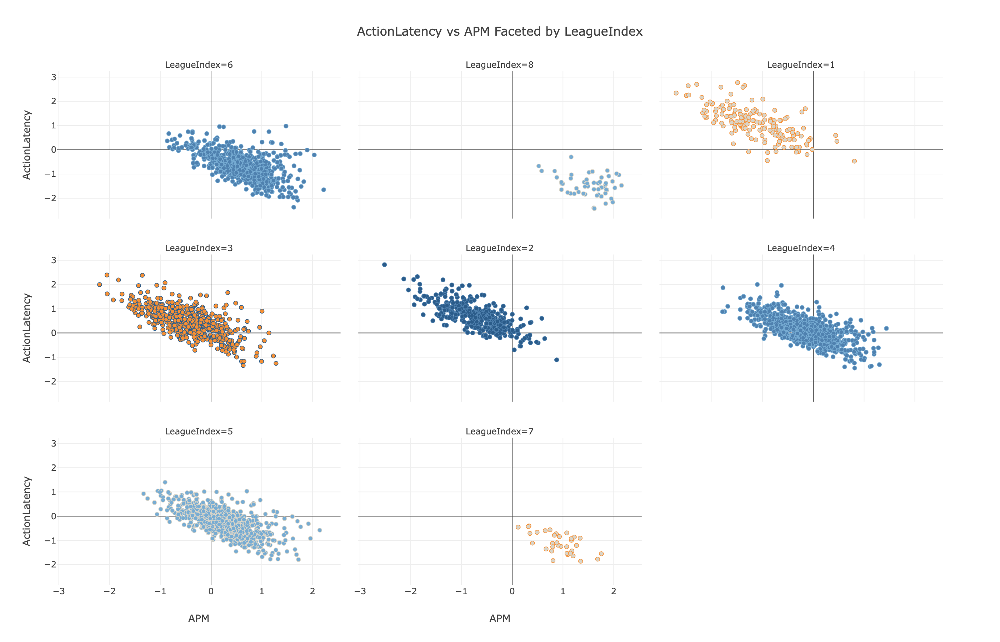 ActionLatency vs APM Faceted by LeagueIndex
LeagueIndex=6
LeagueIndex=8
LeagueIndex=1
3
2
1
0
−1
−2
ActionLatency
LeagueIndex=3
LeagueIndex=2
LeagueIndex=4
3
2
1
0
−1
−2
ActionLatency
LeagueIndex=5
LeagueIndex=7
3
2
1
0
−1
−2
ActionLatency
−3 −2 −1 0 1 2
−3 −2 −1 0 1 2
APM
APM